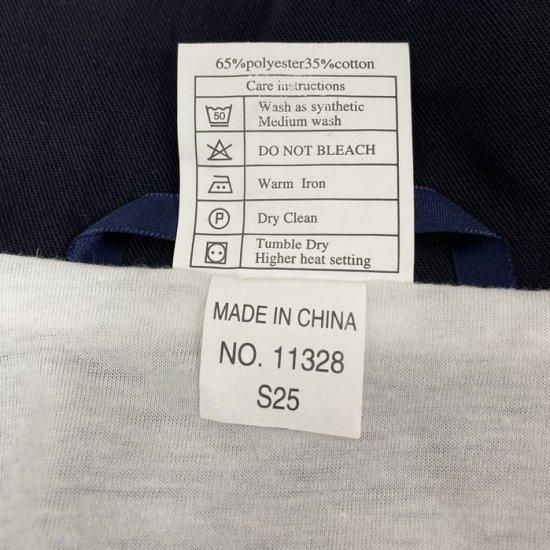 65%polyester35%cotton
Care instructions
50
Wash as synthetic
Medium wash
DO NOT BLEACH
Warm Iron
P
Dry Clean
Tumble Dry
Higher heat setting
MADE IN CHINA
NO. 11328
S25